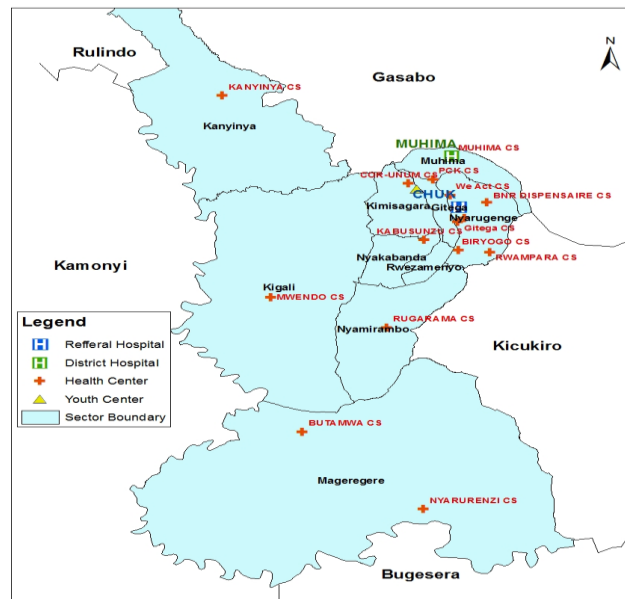 Rulindo
N
Gasabo
KANYINYA CS
Kanyinya
MUHIMA
MUHIMA CS
Muhima
PCK CS
COR-UNUM CS
We Act CS
CHUK
BNR DISPENSAIRE CS
Kimisagara
Gitega
Nyarugenge
Gitega CS
KABUSUNZU CS
BIRYOGO CS
Nyakabanda
RWAMPARA CS
Rwezamenyo
Kamonyi
Kigali
MWENDO CS
RUGARAMA CS
Nyamirambo
Kicukiro
Legend
Refferal Hospital
District Hospital
Health Center
Youth Center
Sector Boundary
BUTAMWA CS
Mageregere
NYARURENZI CS
Bugesera